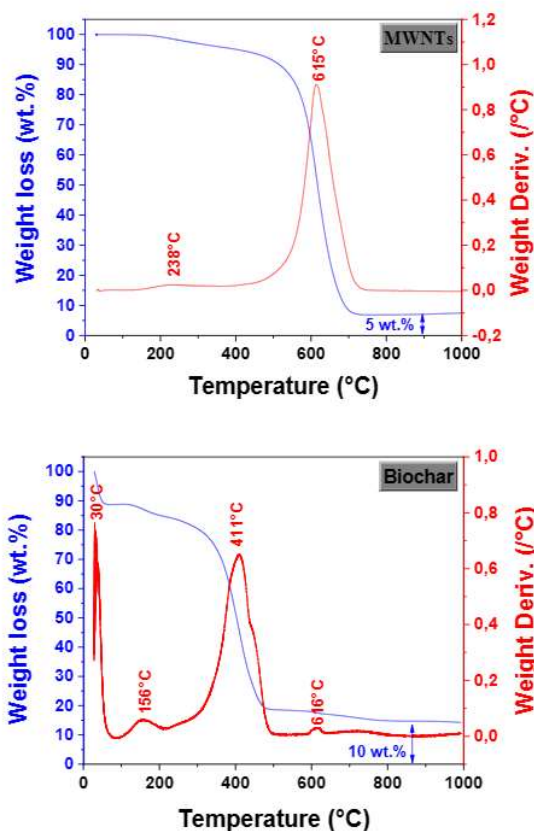 MWNTs
Weight loss (wt.%)
100
90
80
70
60
50
40
30
20
10
0
238°C
615°C
5 wt.%
1,2
1,0
0,8
0,6
0,4
0,2
0,0
-0,2
Weight Deriv. (/°C)
0 200 400 600 800 1000
Temperature (°C)
Biochar
Weight loss (wt.%)
100
90
80
70
60
50
40
30
20
10
0
30°C
156°C
411°C
616°C
10 wt.%
1,0
0,8
0,6
0,4
0,2
0,0
Weight Deriv. (/°C)
0 200 400 600 800 1000
Temperature (°C)